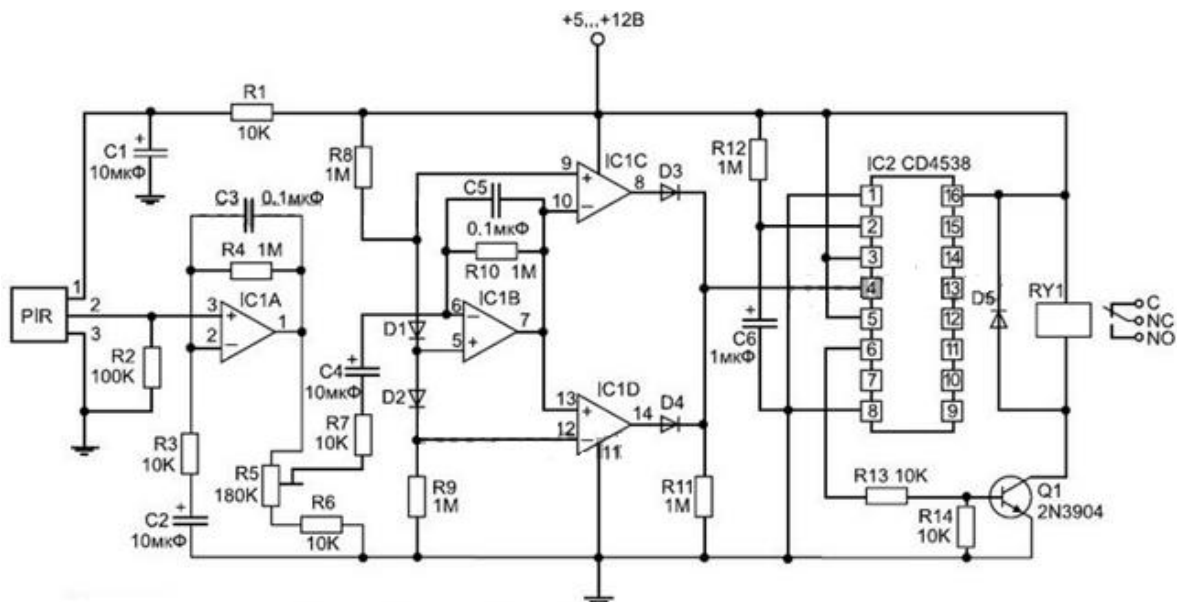 +5...+12В
R1
10K
C1
10мкФ
+
R8
1M
9
IC1C
+
10
−
8
D3
R12
1M
IC2 CD4538
C3
0.1мкФ
R4 1M
C5
0.1мкФ
R10 1M
1
2
3
4
5
6
7
8
16
15
14
13
12
11
10
9
PIR
1
2
3
IC1A
3
+
2
−
1
IC1B
6
−
5
+
7
D1
D2
R2
100K
C4
10мкФ
+
R7
10K
C6
1мкФ
+
D5
RY1
C
NC
NO
IC1D
13
+
12
−
14
11
D4
R3
10K
R5
180K
R6
10K
R9
1M
R11
1M
C2
10мкФ
+
R13 10K
R14
10K
Q1
2N3904